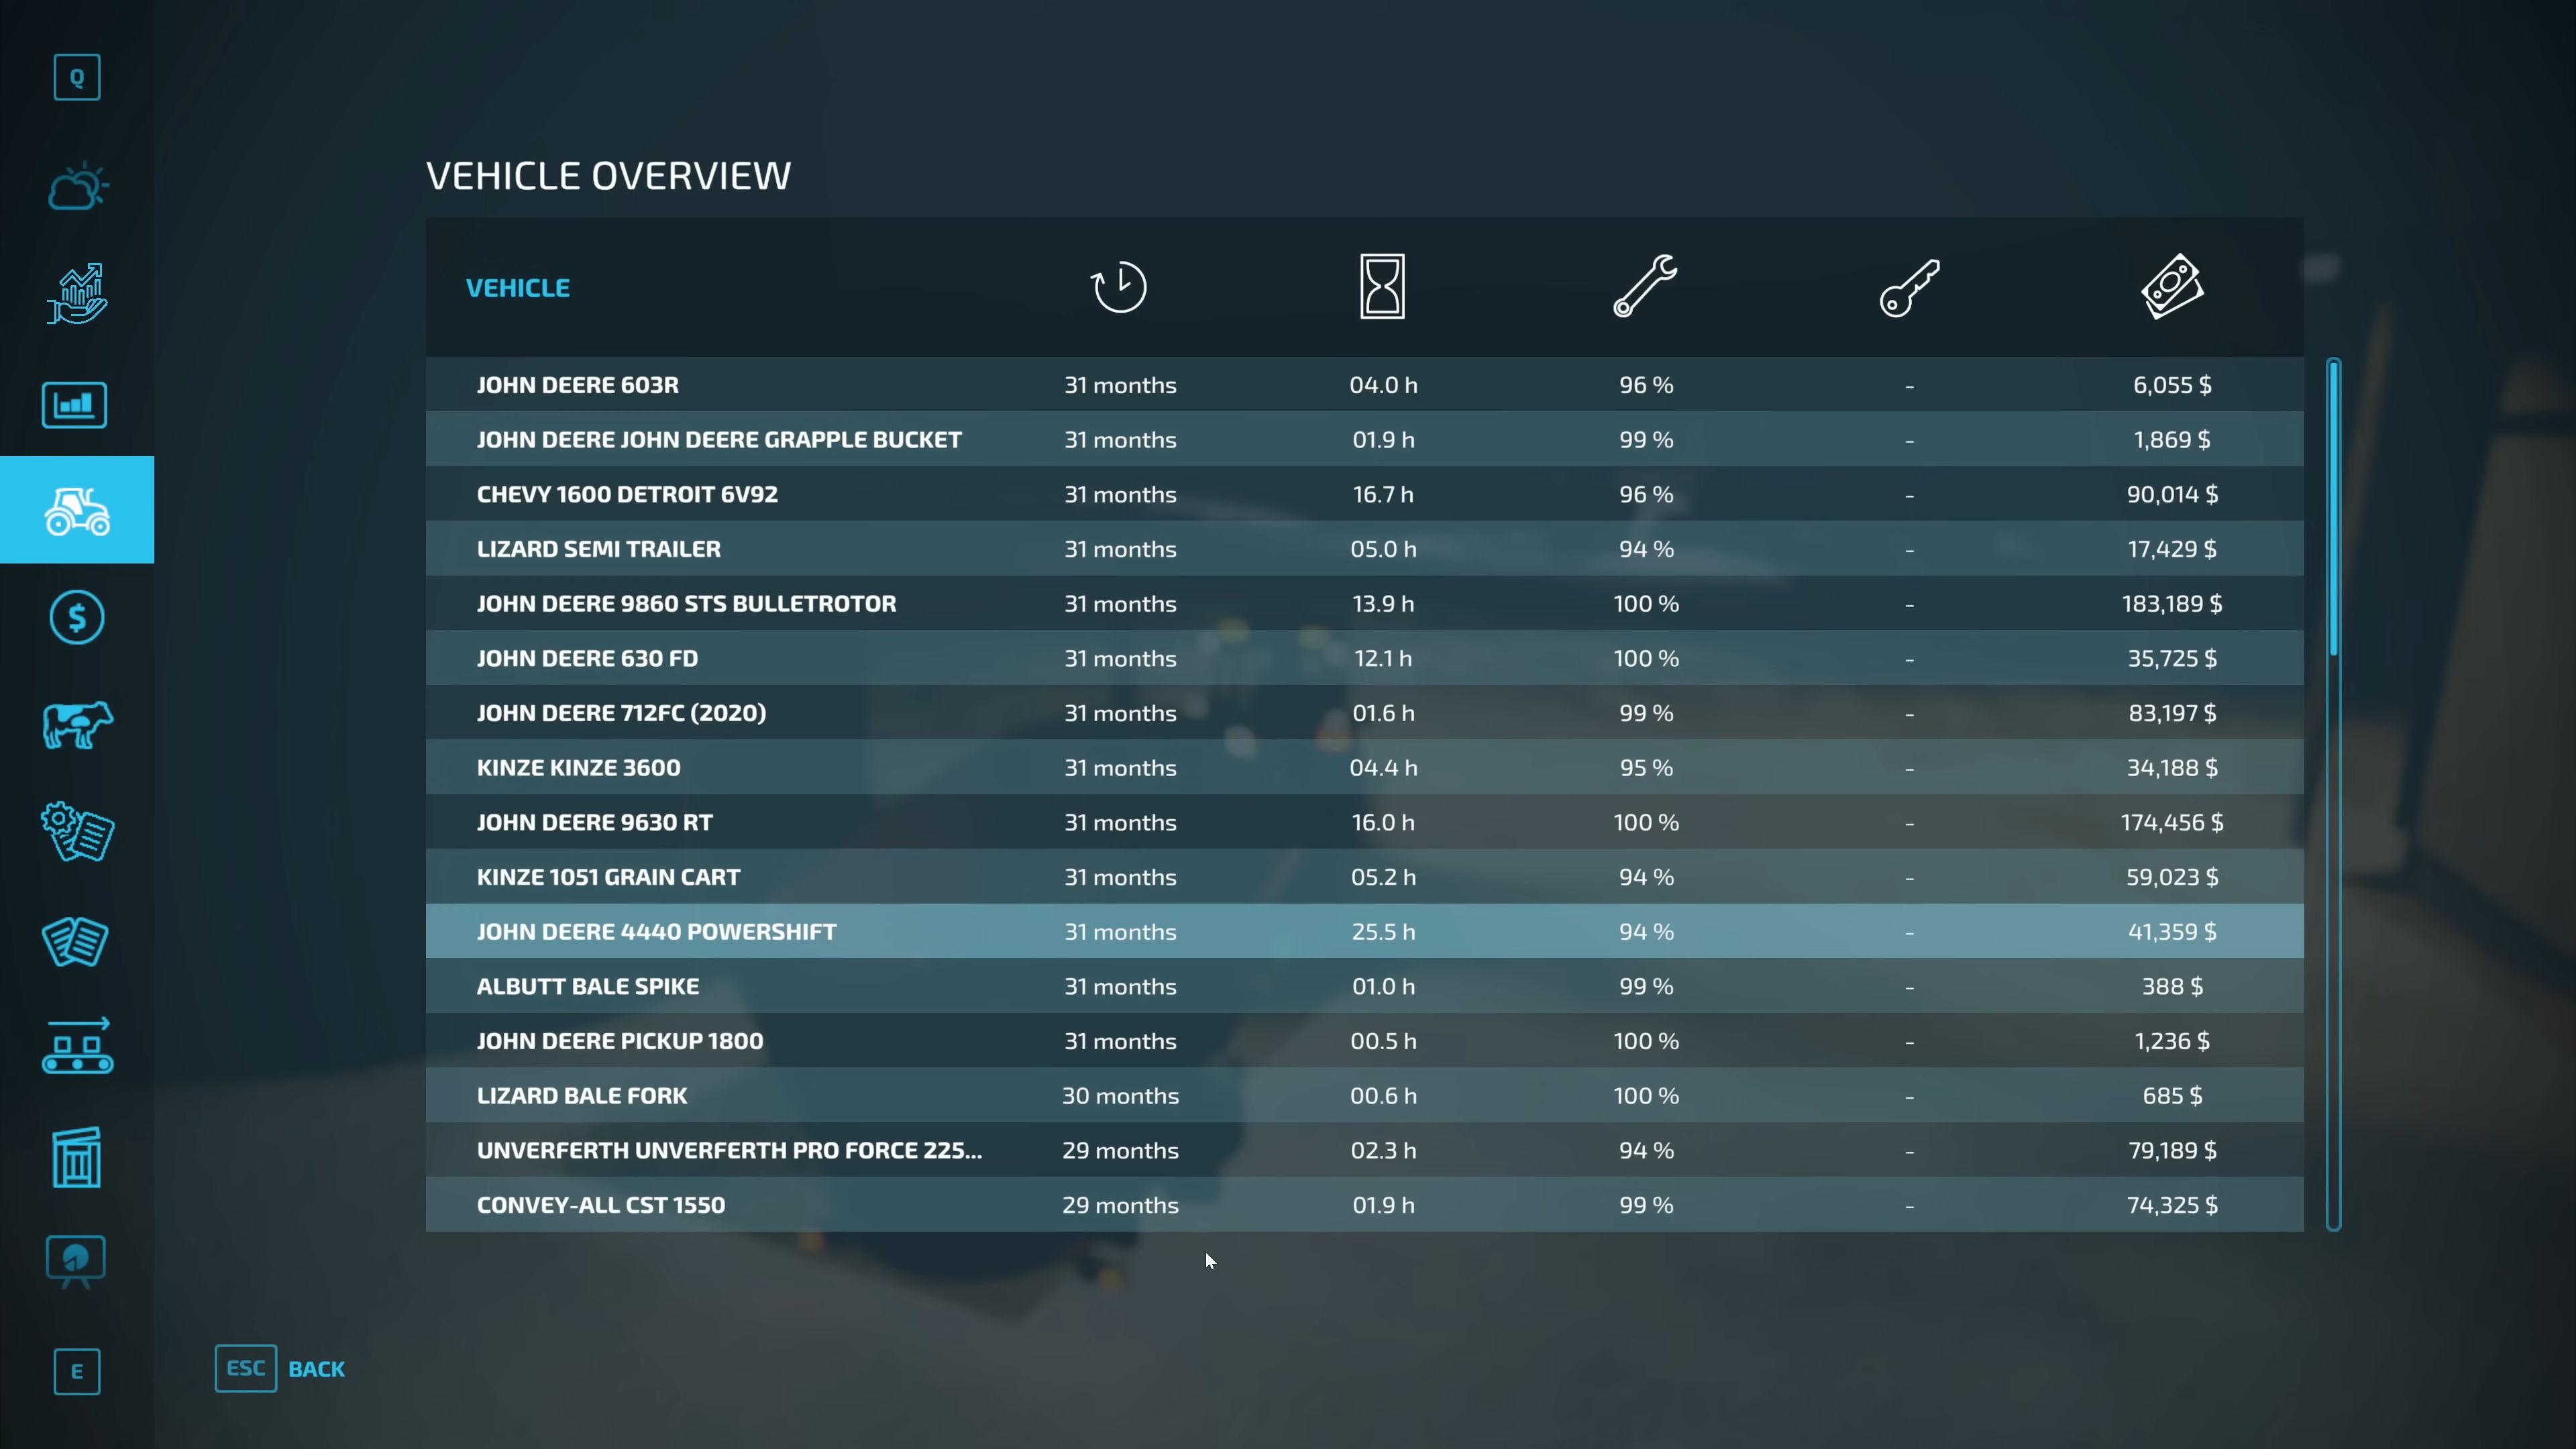 Q
VEHICLE OVERVIEW
VEHICLE
JOHN DEERE 603R 31 months 04.0 h 96 % - 6,055 $
JOHN DEERE JOHN DEERE GRAPPLE BUCKET 31 months 01.9 h 99 % - 1,869 $
CHEVY 1600 DETROIT 6V92 31 months 16.7 h 96 % - 90,014 $
LIZARD SEMI TRAILER 31 months 05.0 h 94 % - 17,429 $
JOHN DEERE 9860 STS BULLETROTOR 31 months 13.9 h 100 % - 183,189 $
JOHN DEERE 630 FD 31 months 12.1 h 100 % - 35,725 $
JOHN DEERE 712FC (2020) 31 months 01.6 h 99 % - 83,197 $
KINZE KINZE 3600 31 months 04.4 h 95 % - 34,188 $
JOHN DEERE 9630 RT 31 months 16.0 h 100 % - 174,456 $
KINZE 1051 GRAIN CART 31 months 05.2 h 94 % - 59,023 $
JOHN DEERE 4440 POWERSHIFT 31 months 25.5 h 94 % - 41,359 $
ALBUTT BALE SPIKE 31 months 01.0 h 99 % - 388 $
JOHN DEERE PICKUP 1800 31 months 00.5 h 100 % - 1,236 $
LIZARD BALE FORK 30 months 00.6 h 100 % - 685 $
UNVERFERTH UNVERFERTH PRO FORCE 225... 29 months 02.3 h 94 % - 79,189 $
CONVEY-ALL CST 1550 29 months 01.9 h 99 % - 74,325 $
E
ESC BACK